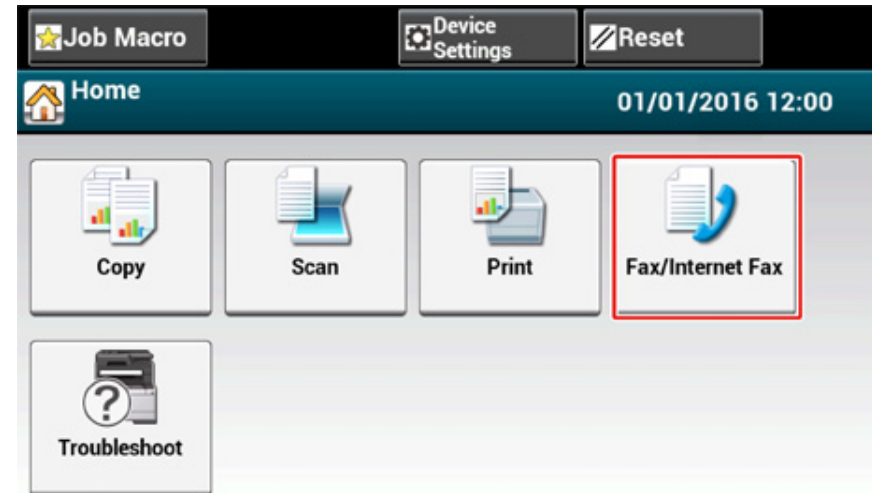 Job Macro
Device
Settings
Reset
Home
01/01/2016 12:00
Copy
Scan
Print
Fax/Internet Fax
?
Troubleshoot